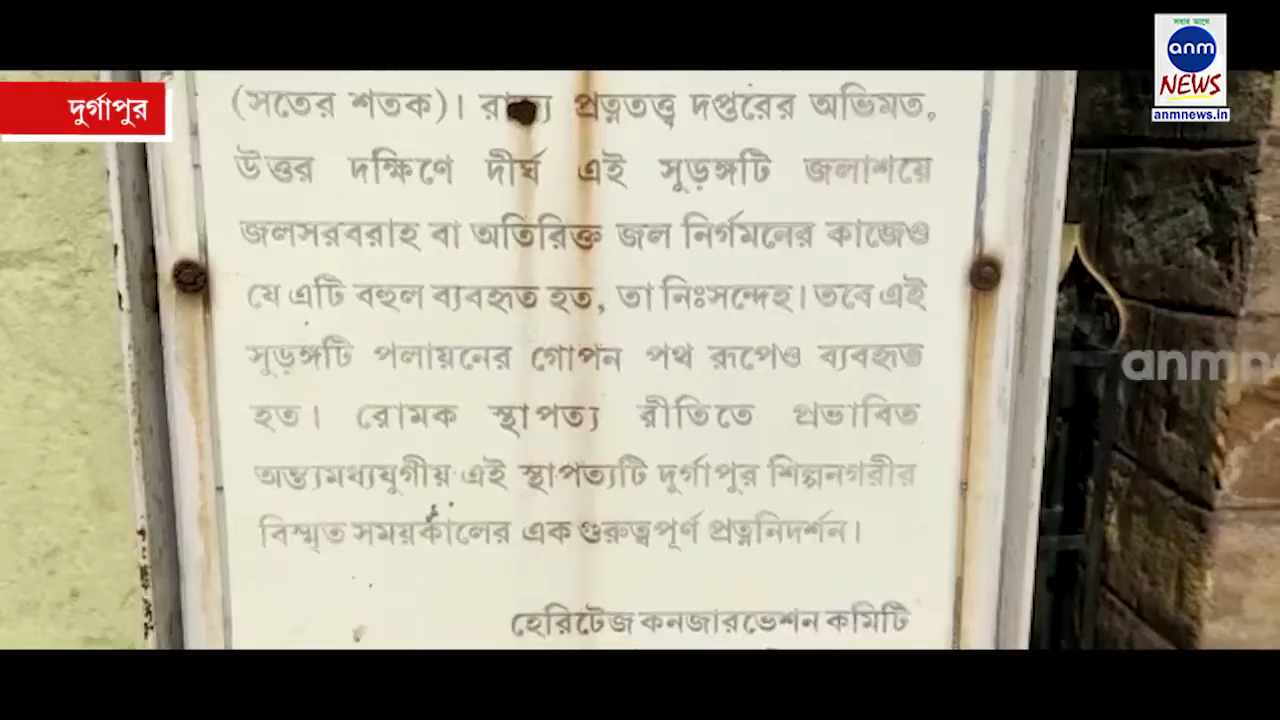 সবার আগে
anm
NEWS
anmnews.in
দুর্গাপুর
(সতের শতক)। রাজ্য প্রত্নতত্ত্ব দপ্তরের অভিমত,
উত্তর দক্ষিণে দীর্ঘ এই সুড়ঙ্গটি জলাশয়ে
জলসরবরাহ বা অতিরিক্ত জল নির্গমনের কাজেও
যে এটি বহুল ব্যবহৃত হত, তা নিঃসন্দেহ। তবে এই
সুড়ঙ্গটি পলায়নের গোপন পথ রূপেও ব্যবহৃত
হত। রোমক স্থাপত্য রীতিতে প্রভাবিত
অন্ত্যমধ্যযুগীয় এই স্থাপত্যটি দুর্গাপুর শিল্পনগরীর
বিস্মৃত সময়কালের এক গুরুত্বপূর্ণ প্রত্ননিদর্শন।
হেরিটেজ কনজারভেশন কমিটি